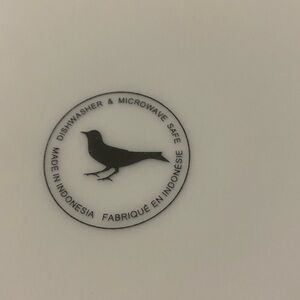 DISHWASHER & MICROWAVE SAFE
MADE IN INDONESIA FABRIQUÉ EN INDONÉSIE